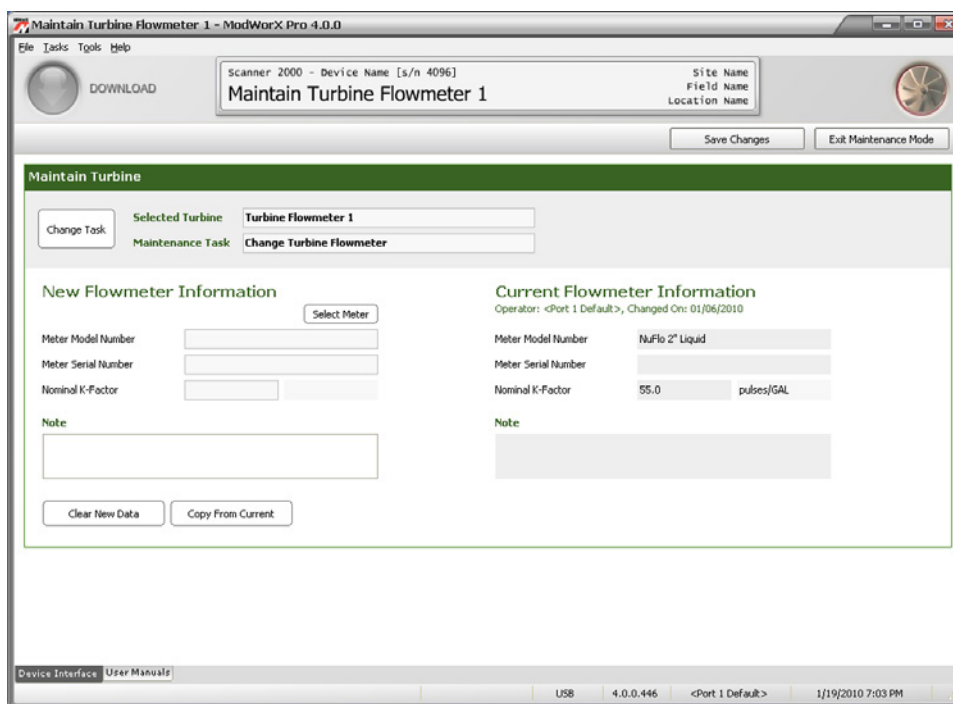 Maintain Turbine Flowmeter 1 - ModWorX Pro 4.0.0
File Tasks Tools Help
DOWNLOAD
Scanner 2000 - Device Name [s/n 4096]
Maintain Turbine Flowmeter 1
Site Name
Field Name
Location Name
Save Changes
Exit Maintenance Mode
Maintain Turbine
Change Task
Selected Turbine Turbine Flowmeter 1
Maintenance Task Change Turbine Flowmeter
New Flowmeter Information
Select Meter
Meter Model Number
Meter Serial Number
Nominal K-Factor
Note
Clear New Data
Copy From Current
Current Flowmeter Information
Operator: <Port 1 Default>, Changed On: 01/06/2010
Meter Model Number NuFlo 2" Liquid
Meter Serial Number
Nominal K-Factor 55.0 pulses/GAL
Note
Device Interface User Manuals
USB 4.0.0.446 <Port 1 Default> 1/19/2010 7:03 PM